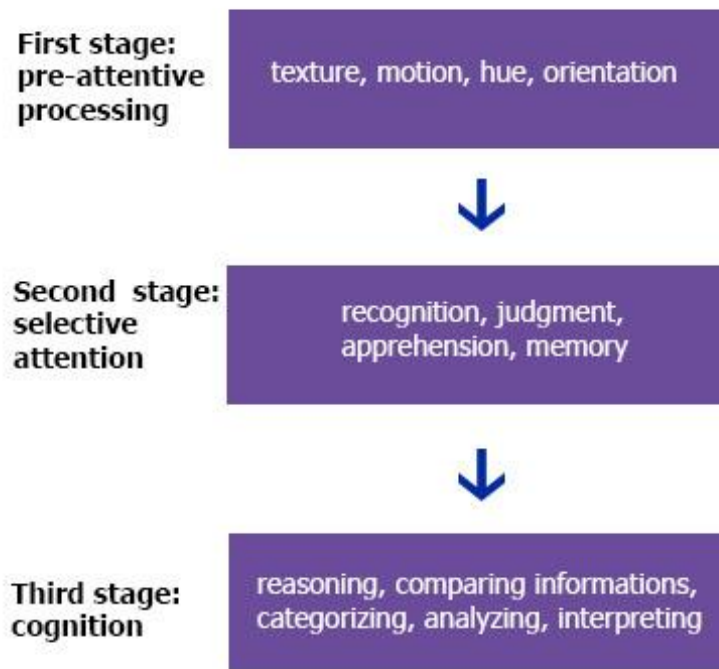 First stage:
pre-attentive
processing
texture, motion, hue, orientation
Second stage:
selective
attention
recognition, judgment,
apprehension, memory
Third stage:
cognition
reasoning, comparing informations,
categorizing, analyzing, interpreting